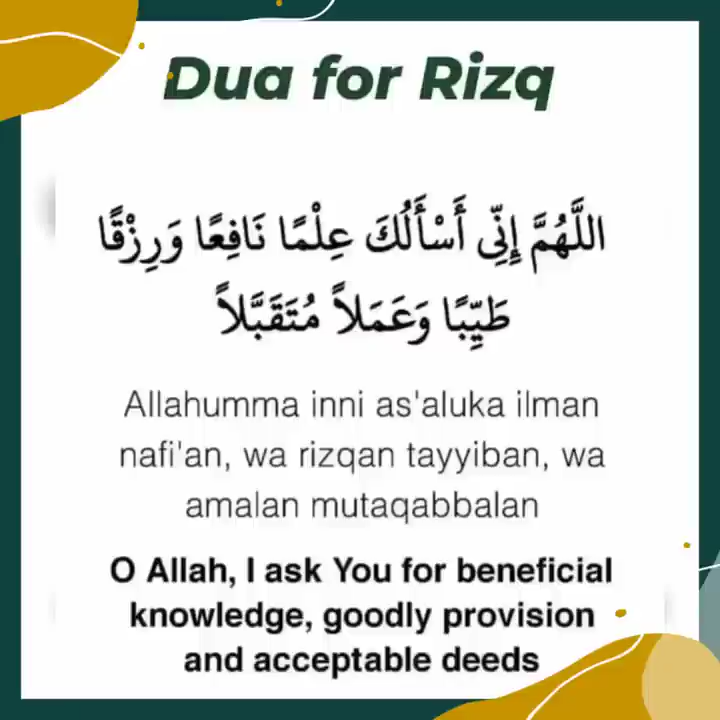 Dua for Rizq
اللَّهُمَّ إِنِّي أَسْأَلُكَ عِلْمًا نَافِعًا وَرِزْقًا
طَيِّبًا وَعَمَلاً مُتَقَبَّلاً
Allahumma inni as'aluka ilman
nafi'an, wa rizqan tayyiban, wa
amalan mutaqabbalan
O Allah, I ask You for beneficial
knowledge, goodly provision
and acceptable deeds